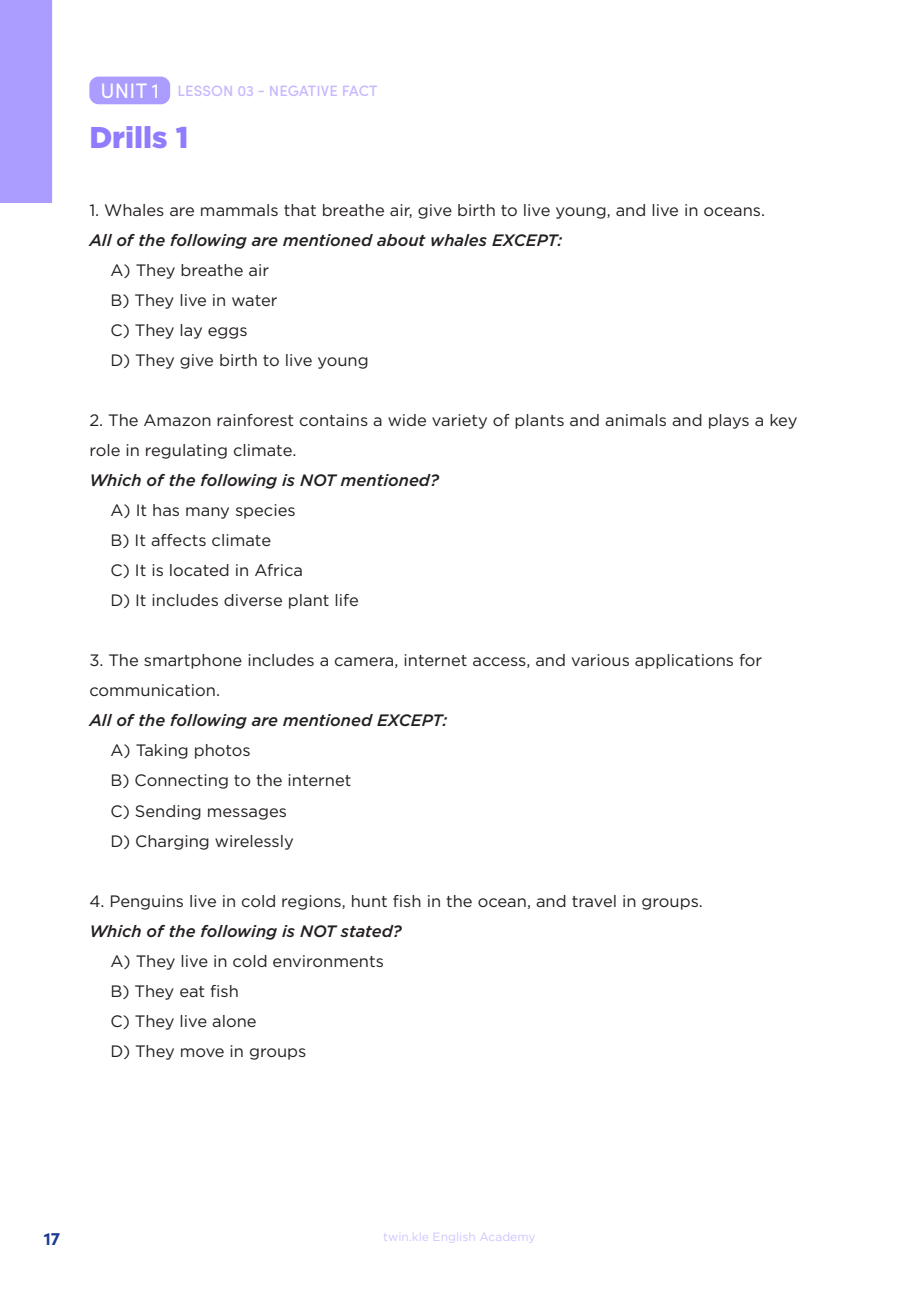 UNIT 1 LESSON 03 – NEGATIVE FACT
Drills 1
1. Whales are mammals that breathe air, give birth to live young, and live in oceans.
All of the following are mentioned about whales EXCEPT:
A) They breathe air
B) They live in water
C) They lay eggs
D) They give birth to live young
2. The Amazon rainforest contains a wide variety of plants and animals and plays a key
role in regulating climate.
Which of the following is NOT mentioned?
A) It has many species
B) It affects climate
C) It is located in Africa
D) It includes diverse plant life
3. The smartphone includes a camera, internet access, and various applications for
communication.
All of the following are mentioned EXCEPT:
A) Taking photos
B) Connecting to the internet
C) Sending messages
D) Charging wirelessly
4. Penguins live in cold regions, hunt fish in the ocean, and travel in groups.
Which of the following is NOT stated?
A) They live in cold environments
B) They eat fish
C) They live alone
D) They move in groups
17 twin.kle English Academy